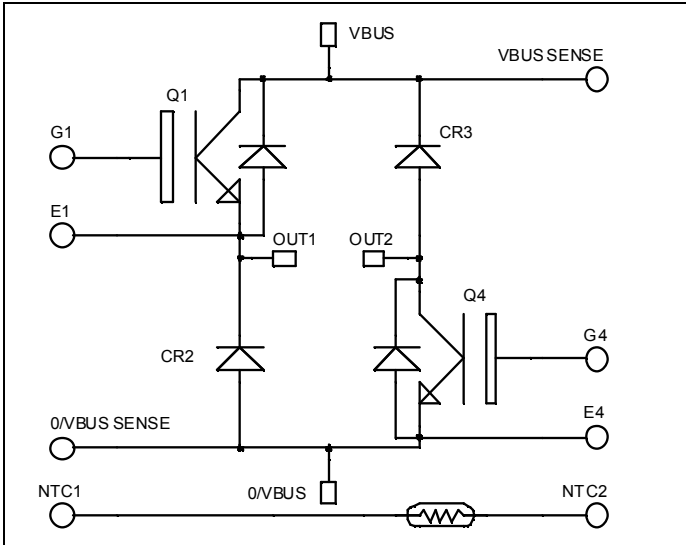 VBUS
VBUS SENSE
Q1
G1
CR3
E1
OUT1
OUT2
Q4
CR2
G4
0/VBUS SENSE
E4
NTC1
0/VBUS
NTC2